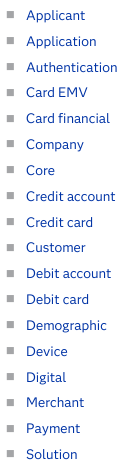 Applicant
Application
Authentication
Card EMV
Card financial
Company
Core
Credit account
Credit card
Customer
Debit account
Debit card
Demographic
Device
Digital
Merchant
Payment
Solution